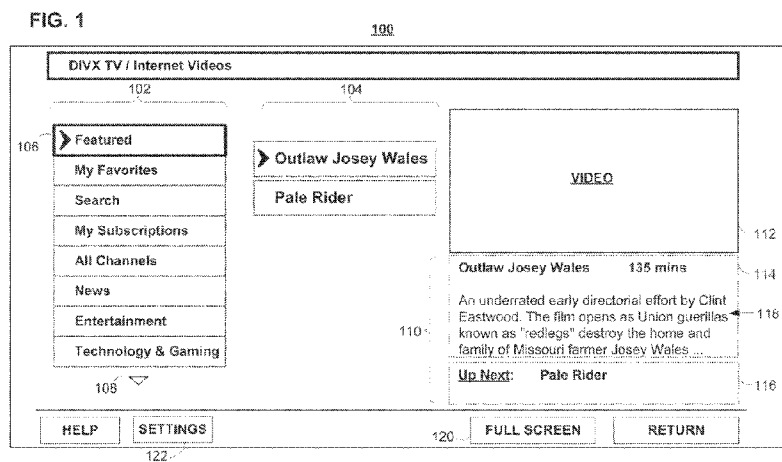 FIG. 1
100
DIVX TV / Internet Videos
102
104
106
Featured
My Favorites
Search
My Subscriptions
All Channels
News
Entertainment
Technology & Gaming
108
Outlaw Josey Wales
Pale Rider
VIDEO
112
Outlaw Josey Wales 135 mins
114
An underrated early directorial effort by Clint
Eastwood. The film opens as Union guerillas
known as "redlegs" destroy the home and
family of Missouri farmer Josey Wales ...
118
110
Up Next: Pale Rider
116
HELP
SETTINGS
122
120
FULL SCREEN
RETURN